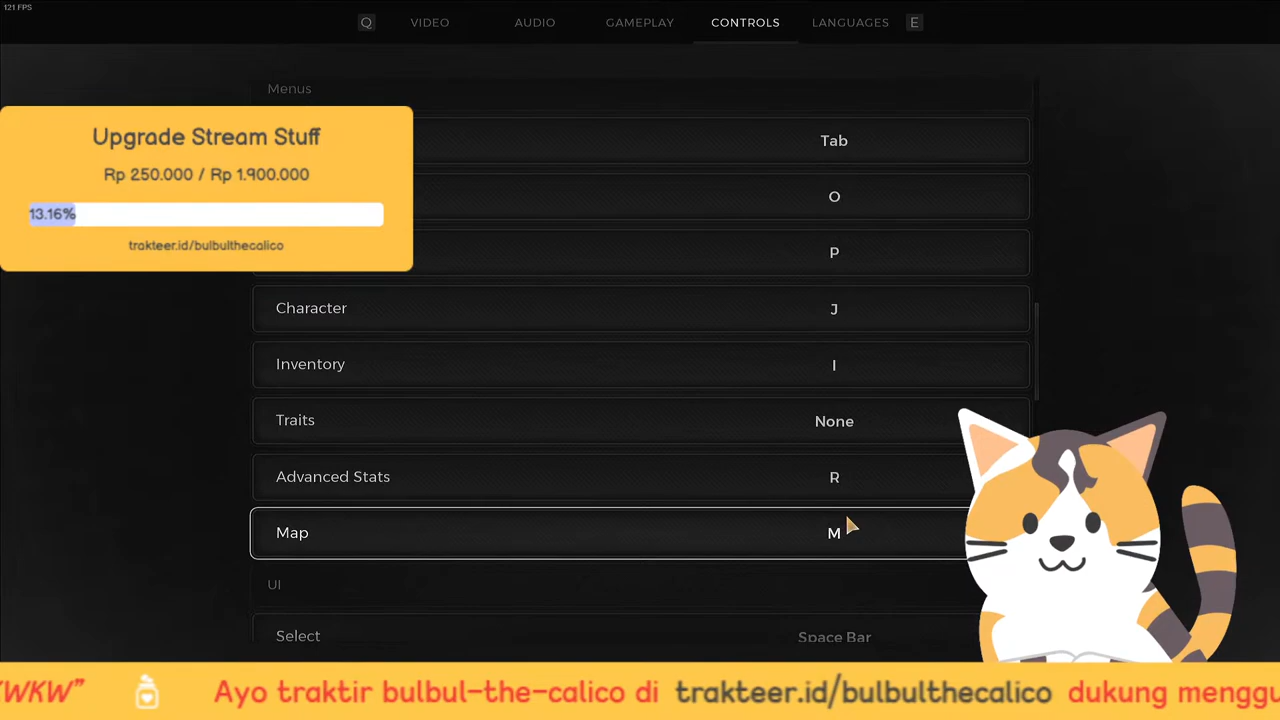 121 FPS
Q VIDEO AUDIO GAMEPLAY CONTROLS LANGUAGES E
Menus
Tab
O
P
Upgrade Stream Stuff
Rp 250.000 / Rp 1.900.000
13.16%
trakteer.id/bulbulthecalico
Character J
Inventory I
Traits None
Advanced Stats R
Map M
UI
Select Space Bar
WKW” Ayo traktir bulbul-the-calico di trakteer.id/bulbulthecalico dukung menggu